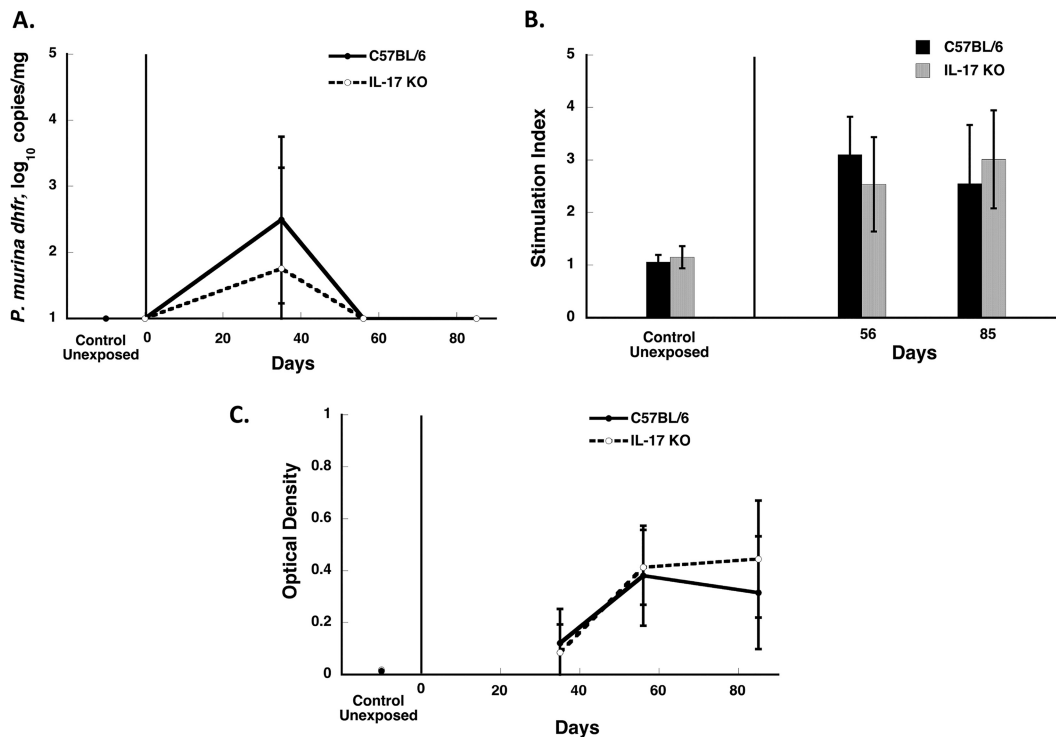 A.
C57BL/6
IL-17 KO
P. murina dhfr, log10 copies/mg
5
4
3
2
1
Control
Unexposed
0
20
40
60
80
Days
B.
C57BL/6
IL-17 KO
Stimulation Index
5
4
3
2
1
0
Control
Unexposed
56
85
Days
C.
C57BL/6
IL-17 KO
Optical Density
1
0.8
0.6
0.4
0.2
0
Control
Unexposed
0
20
40
60
80
Days